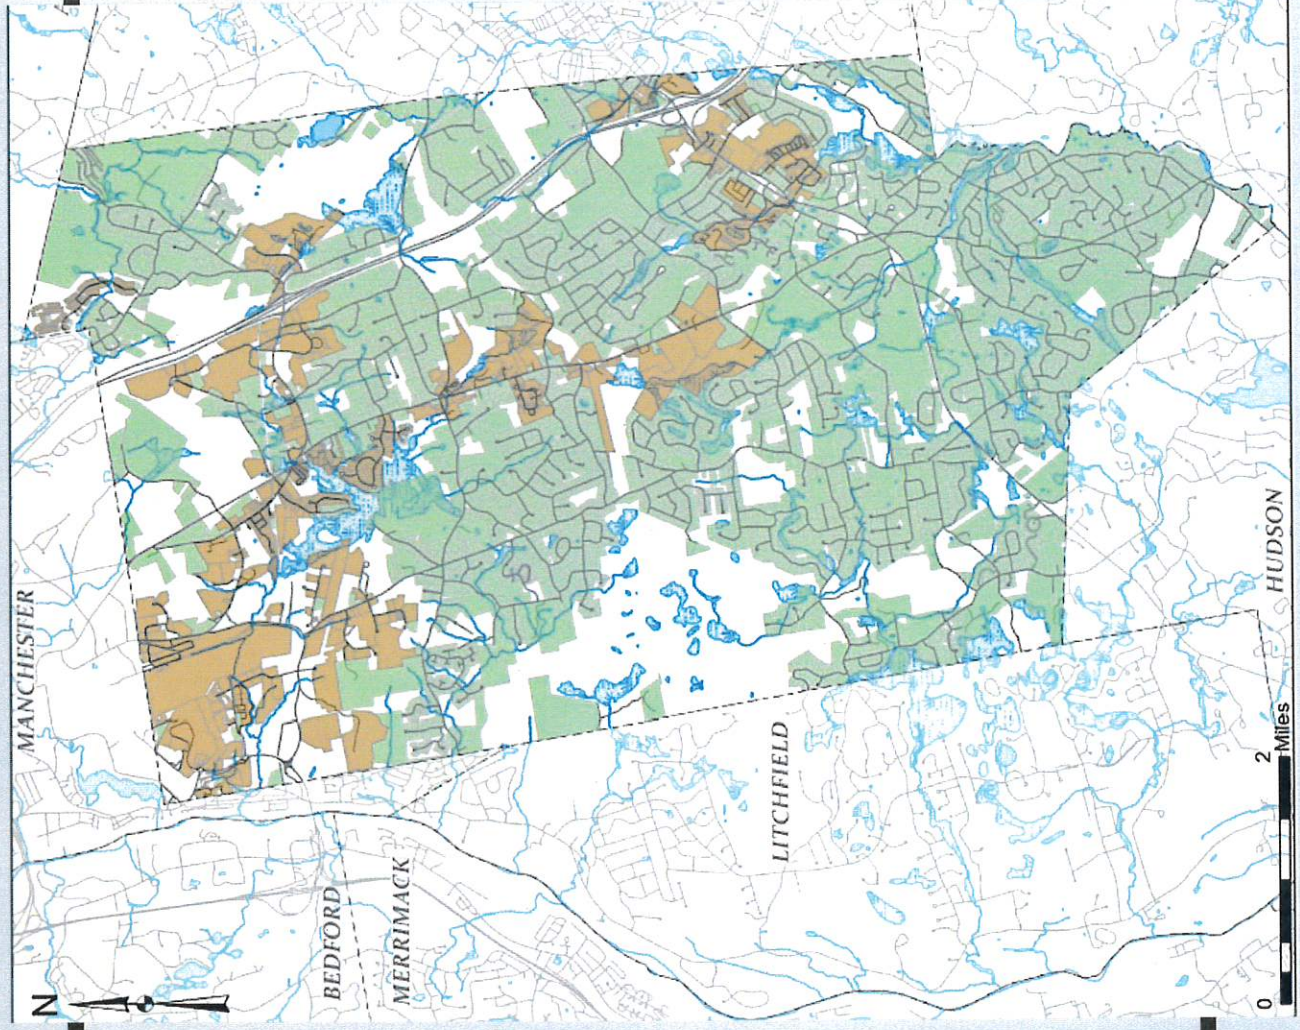 MANCHESTER
BEDFORD
MERRIMACK
LITCHFIELD
HUDSON
N
0
2
Miles